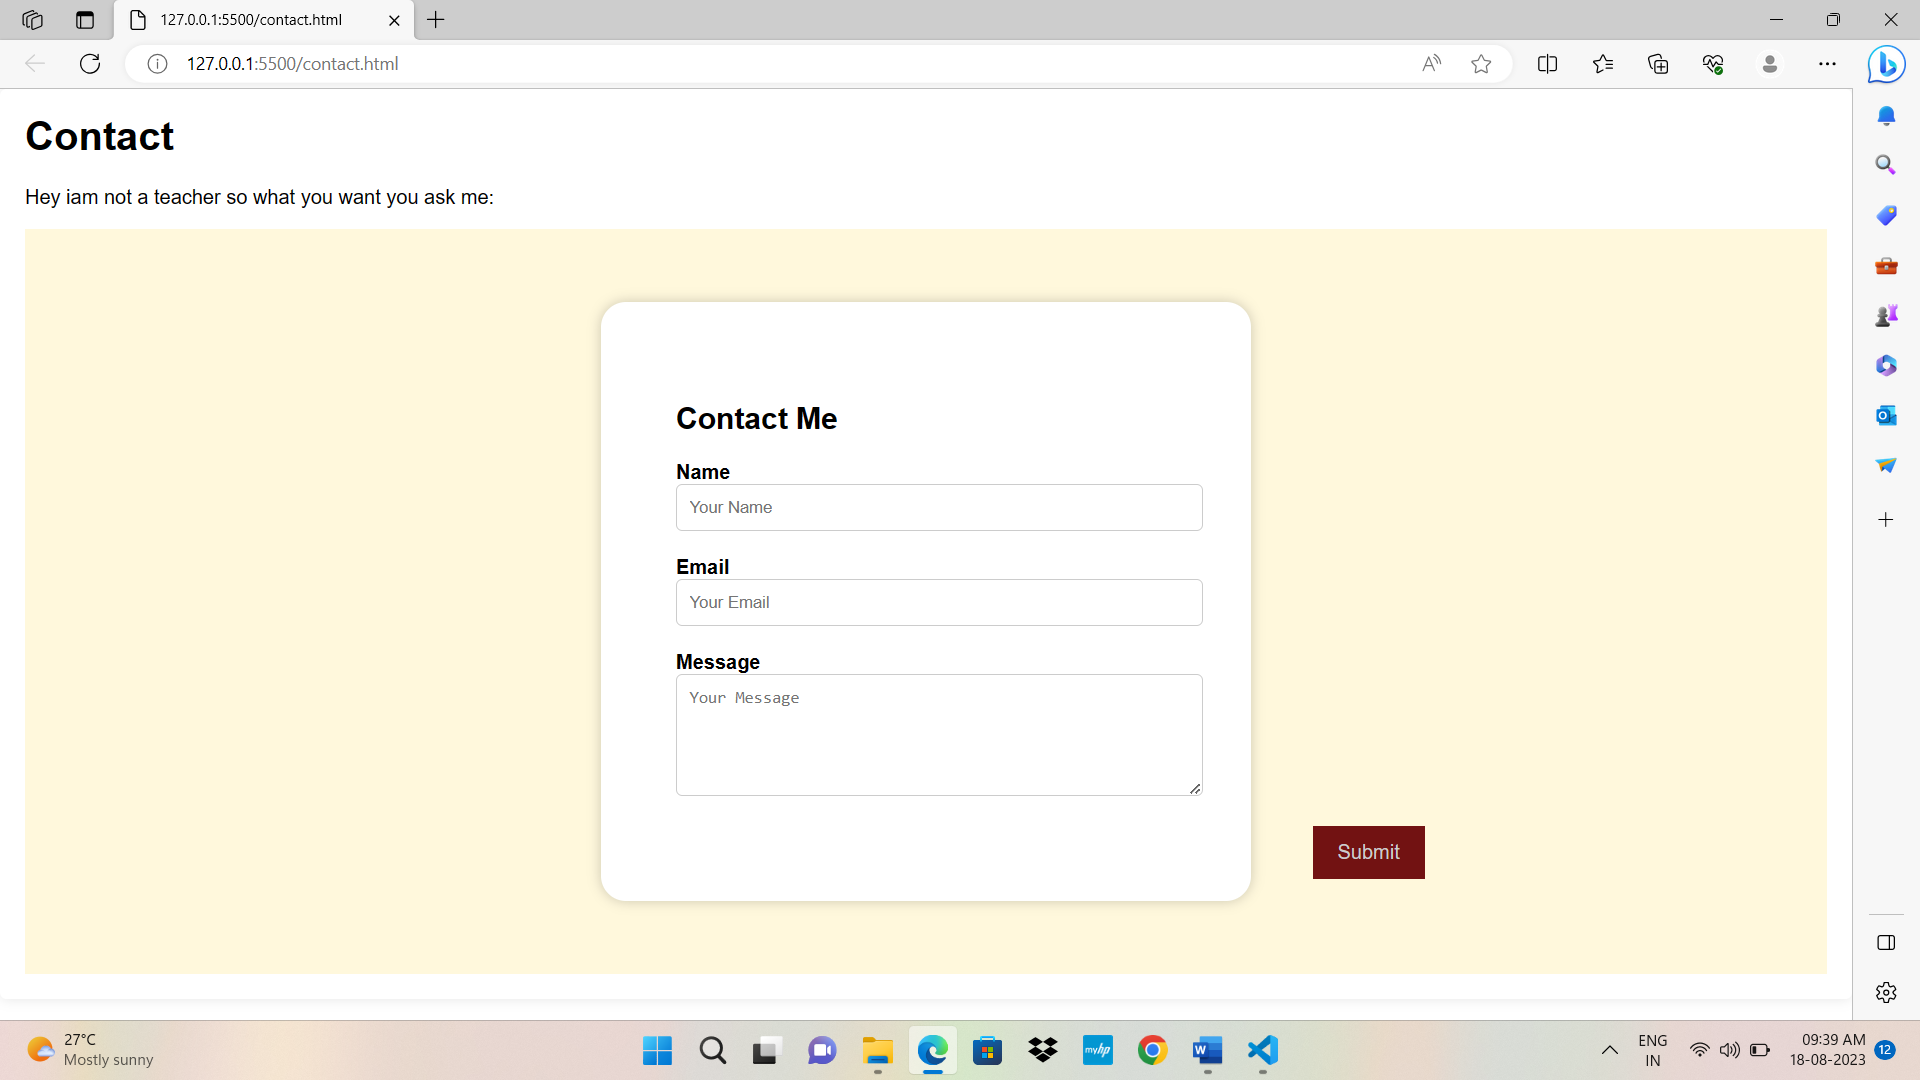 127.0.0.1:5500/contact.html
127.0.0.1:5500/contact.html
Contact
Hey iam not a teacher so what you want you ask me:
Contact Me
Name
Your Name
Email
Your Email
Message
Your Message
Submit
27°C
Mostly sunny
myhp
W
ENG
IN
09:39 AM
18-08-2023
12